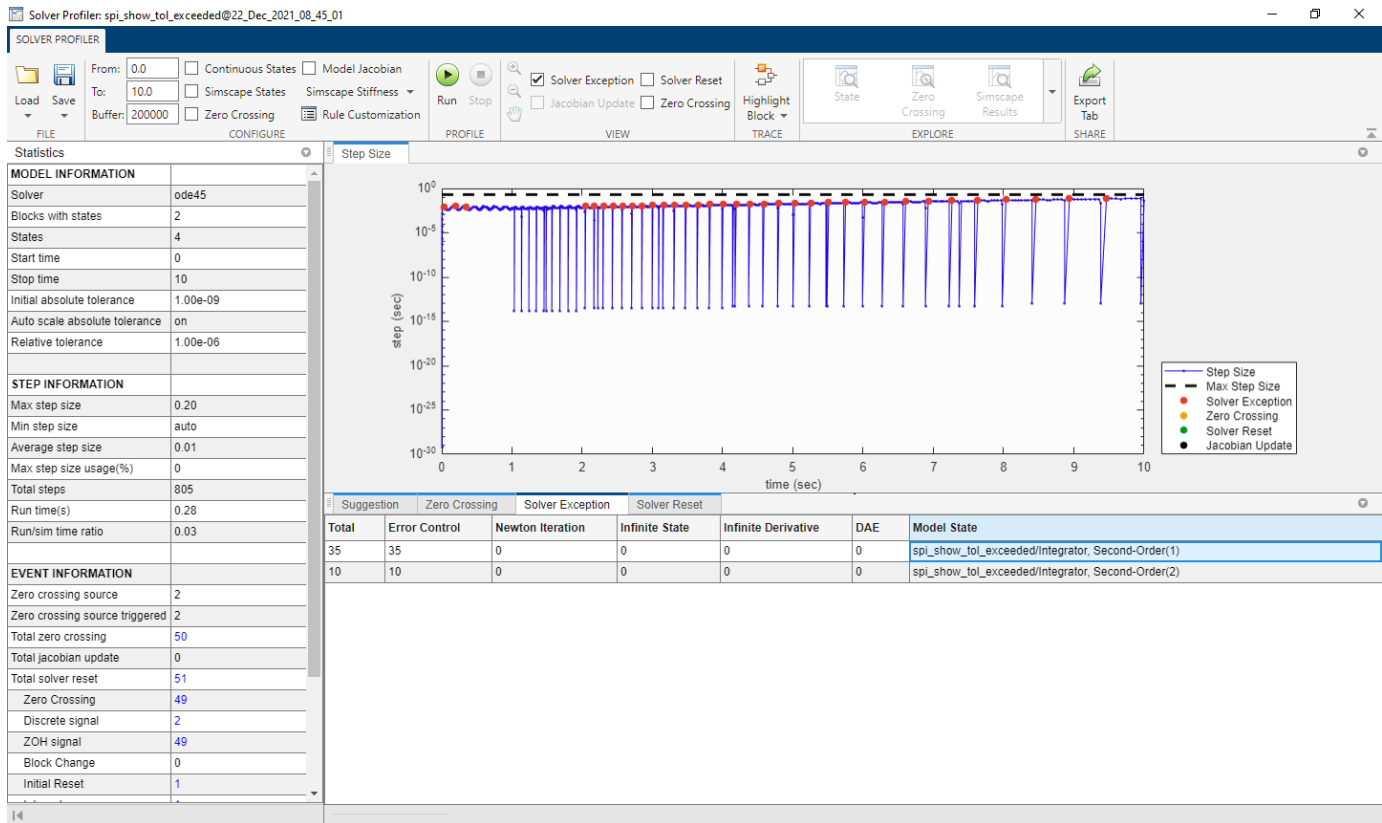 Solver Profiler: spi_show_tol_exceeded@22_Dec_2021_08_45_01
SOLVER PROFILER
Load Save
From: 0.0
To: 10.0
Buffer: 200000
Continuous States Model Jacobian
Simscape States Simscape Stiffness
Zero Crossing Rule Customization
Run Stop
Solver Exception Solver Reset
Jacobian Update Zero Crossing
Highlight Block
State
Zero Crossing
Simscape Results
Export Tab
FILE CONFIGURE PROFILE VIEW TRACE EXPLORE SHARE
Statistics
MODEL INFORMATION
Solver ode45
Blocks with states 2
States 4
Start time 0
Stop time 10
Initial absolute tolerance 1.00e-09
Auto scale absolute tolerance on
Relative tolerance 1.00e-06
STEP INFORMATION
Max step size 0.20
Min step size auto
Average step size 0.01
Max step size usage(%) 0
Total steps 805
Run time(s) 0.28
Run/sim time ratio 0.03
EVENT INFORMATION
Zero crossing source 2
Zero crossing source triggered 2
Total zero crossing 50
Total jacobian update 0
Total solver reset 51
Zero Crossing 49
Discrete signal 2
ZOH signal 49
Block Change 0
Initial Reset 1
Step Size
10^0
10^-5
10^-10
10^-15
10^-20
10^-25
10^-30
step (sec)
0 1 2 3 4 5 6 7 8 9 10
time (sec)
Step Size
Max Step Size
Solver Exception
Zero Crossing
Solver Reset
Jacobian Update
Suggestion Zero Crossing Solver Exception Solver Reset
Total Error Control Newton Iteration Infinite State Infinite Derivative DAE Model State
35 35 0 0 0 0 spi_show_tol_exceeded/Integrator, Second-Order(1)
10 10 0 0 0 0 spi_show_tol_exceeded/Integrator, Second-Order(2)